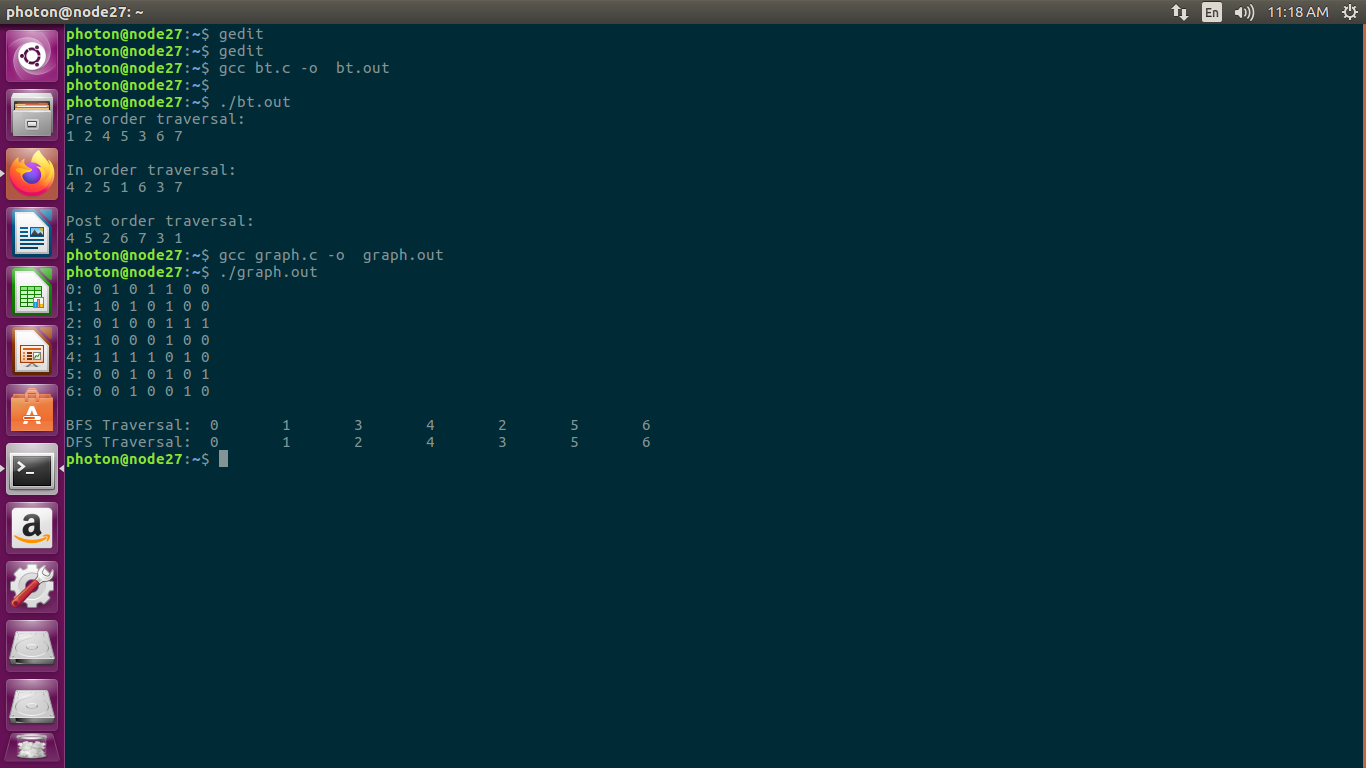 photon@node27: ~
En
11:18 AM
photon@node27:~$ gedit
photon@node27:~$ gedit
photon@node27:~$ gcc bt.c -o  bt.out
photon@node27:~$
photon@node27:~$ ./bt.out
Pre order traversal:
1 2 4 5 3 6 7
In order traversal:
4 2 5 1 6 3 7
Post order traversal:
4 5 2 6 7 3 1
photon@node27:~$ gcc graph.c -o  graph.out
photon@node27:~$ ./graph.out
0: 0 1 0 1 1 0 0
1: 1 0 1 0 1 0 0
2: 0 1 0 0 1 1 1
3: 1 0 0 0 1 0 0
4: 1 1 1 1 0 1 0
5: 0 0 1 0 1 0 1
6: 0 0 1 0 0 1 0
BFS Traversal:  0       1       3       4       2       5       6
DFS Traversal:  0       1       2       4       3       5       6
photon@node27:~$